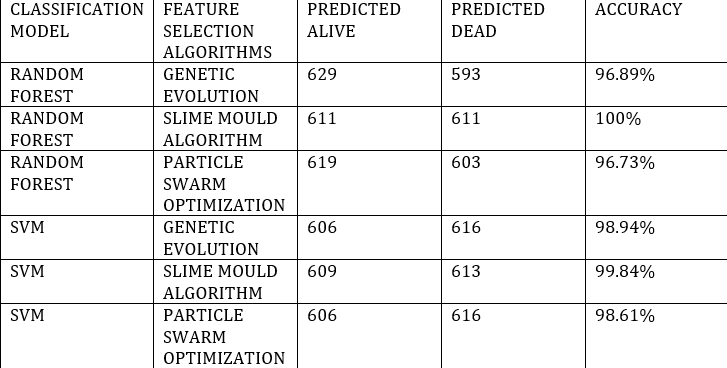 CLASSIFICATION MODEL FEATURE SELECTION ALGORITHMS PREDICTED ALIVE PREDICTED DEAD ACCURACY
RANDOM FOREST GENETIC EVOLUTION 629 593 96.89%
RANDOM FOREST SLIME MOULD ALGORITHM 611 611 100%
RANDOM FOREST PARTICLE SWARM OPTIMIZATION 619 603 96.73%
SVM GENETIC EVOLUTION 606 616 98.94%
SVM SLIME MOULD ALGORITHM 609 613 99.84%
SVM PARTICLE SWARM OPTIMIZATION 606 616 98.61%